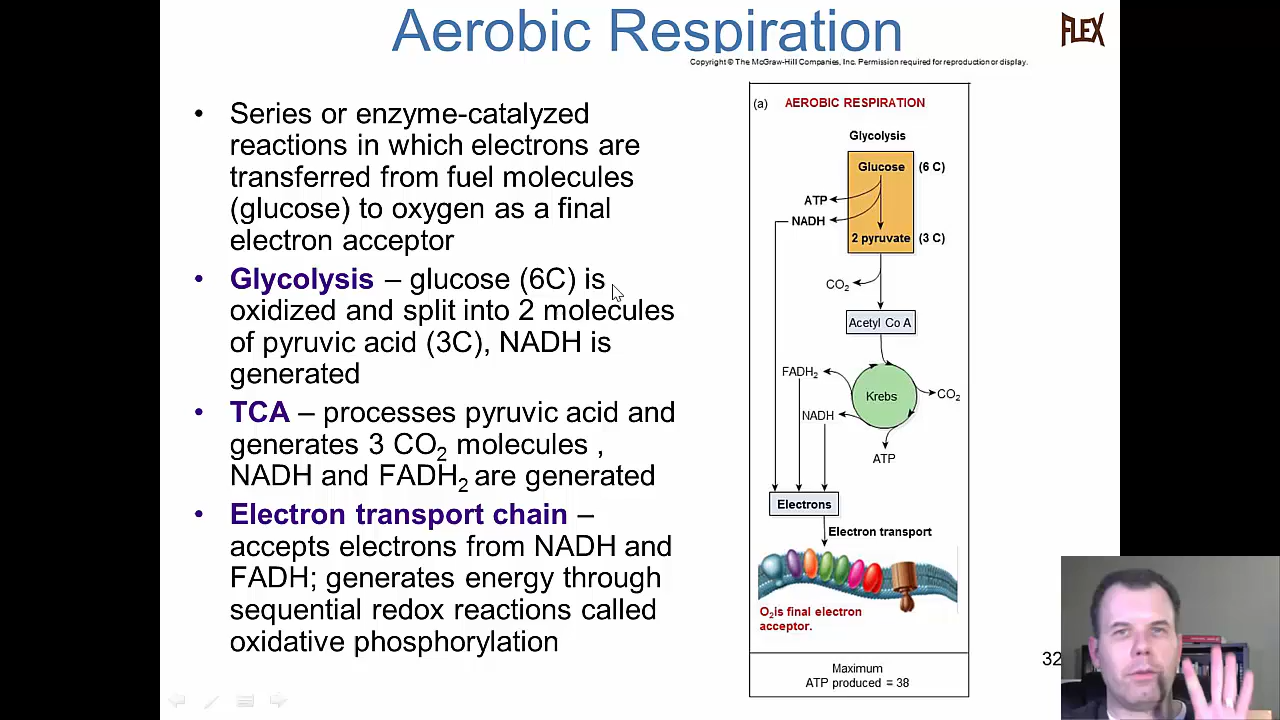 Aerobic Respiration
FLEX
Copyright © The McGraw-Hill Companies, Inc. Permission required for reproduction or display.
• Series or enzyme-catalyzed
reactions in which electrons are
transferred from fuel molecules
(glucose) to oxygen as a final
electron acceptor
• Glycolysis – glucose (6C) is
oxidized and split into 2 molecules
of pyruvic acid (3C), NADH is
generated
• TCA – processes pyruvic acid and
generates 3 CO₂ molecules ,
NADH and FADH₂ are generated
• Electron transport chain –
accepts electrons from NADH and
FADH; generates energy through
sequential redox reactions called
oxidative phosphorylation
(a) AEROBIC RESPIRATION
Glycolysis
Glucose (6 C)
ATP
NADH
2 pyruvate (3 C)
CO₂
Acetyl Co A
FADH₂
Krebs
CO₂
NADH
ATP
Electrons
Electron transport
O₂is final electron
acceptor.
Maximum
ATP produced = 38
32